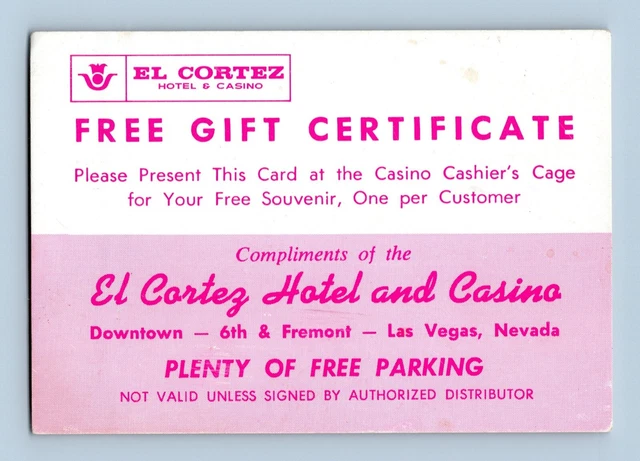 EL CORTEZ
HOTEL & CASINO
FREE GIFT CERTIFICATE
Please Present This Card at the Casino Cashier's Cage
for Your Free Souvenir, One per Customer
Compliments of the
El Cortez Hotel and Casino
Downtown — 6th & Fremont — Las Vegas, Nevada
PLENTY OF FREE PARKING
NOT VALID UNLESS SIGNED BY AUTHORIZED DISTRIBUTOR